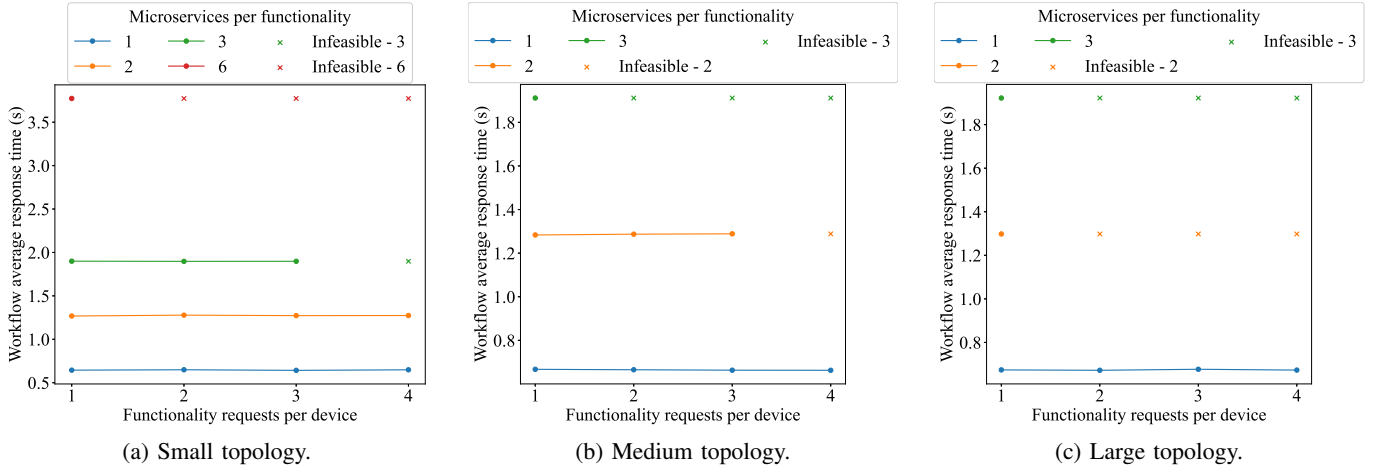 Microservices per functionality
1 3 Infeasible - 3
2 6 Infeasible - 6
Workflow average response time (s)
3.5
3.0
2.5
2.0
1.5
1.0
0.5
1 2 3 4
Functionality requests per device
(a) Small topology.
Microservices per functionality
1 3 Infeasible - 3
2 Infeasible - 2
Workflow average response time (s)
1.8
1.6
1.4
1.2
1.0
0.8
1 2 3 4
Functionality requests per device
(b) Medium topology.
Microservices per functionality
1 3 Infeasible - 3
2 Infeasible - 2
Workflow average response time (s)
1.8
1.6
1.4
1.2
1.0
0.8
1 2 3 4
Functionality requests per device
(c) Large topology.